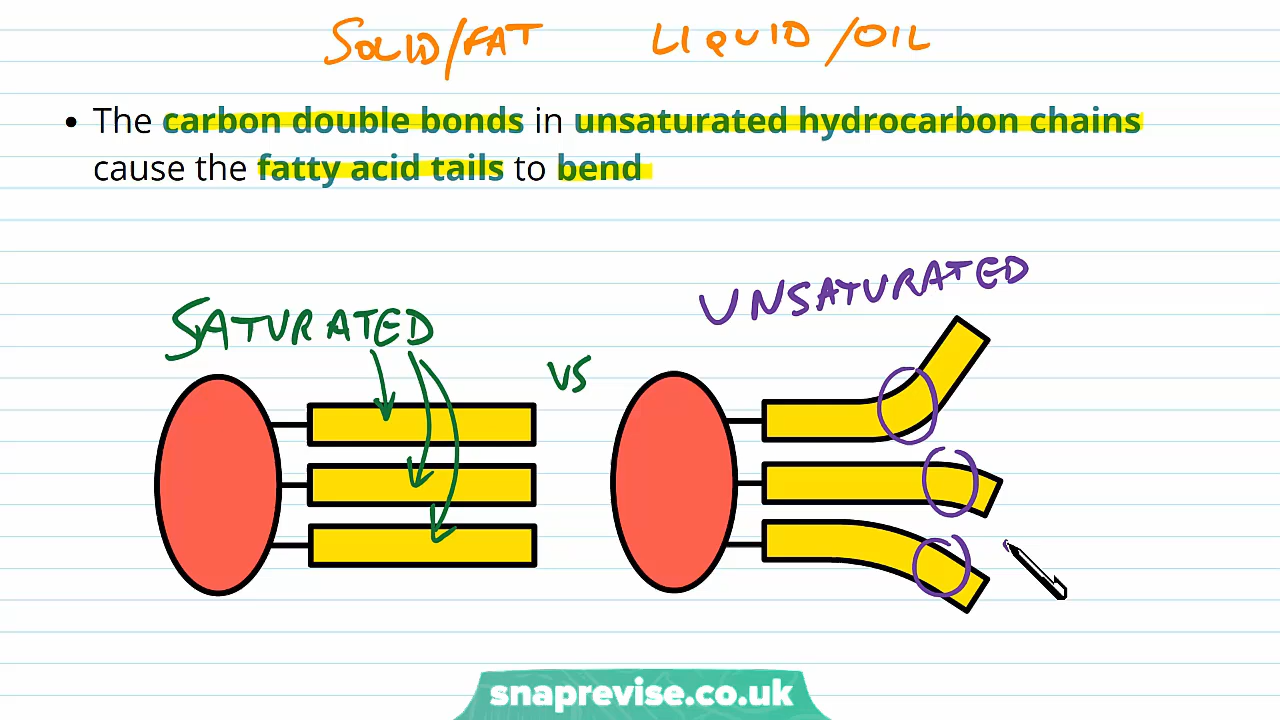 SOLID/FAT LIQUID/OIL
• The carbon double bonds in unsaturated hydrocarbon chains
cause the fatty acid tails to bend
UNSATURATED
SATURATED
VS
snaprevise.co.uk